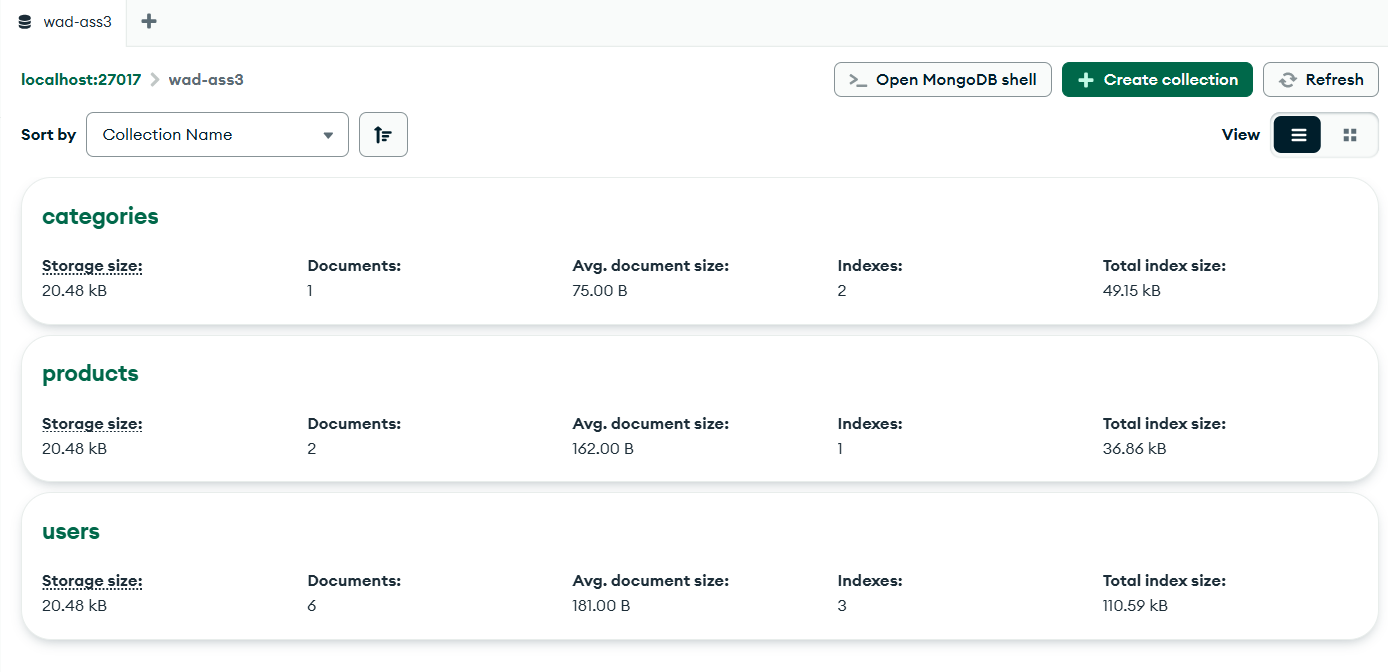 wad-ass3
localhost:27017 wad-ass3
Open MongoDB shell
Create collection
Refresh
Sort by
Collection Name
View
categories
Storage size: Documents: Avg. document size: Indexes: Total index size:
20.48 kB 1 75.00 B 2 49.15 kB
products
Storage size: Documents: Avg. document size: Indexes: Total index size:
20.48 kB 2 162.00 B 1 36.86 kB
users
Storage size: Documents: Avg. document size: Indexes: Total index size:
20.48 kB 6 181.00 B 3 110.59 kB